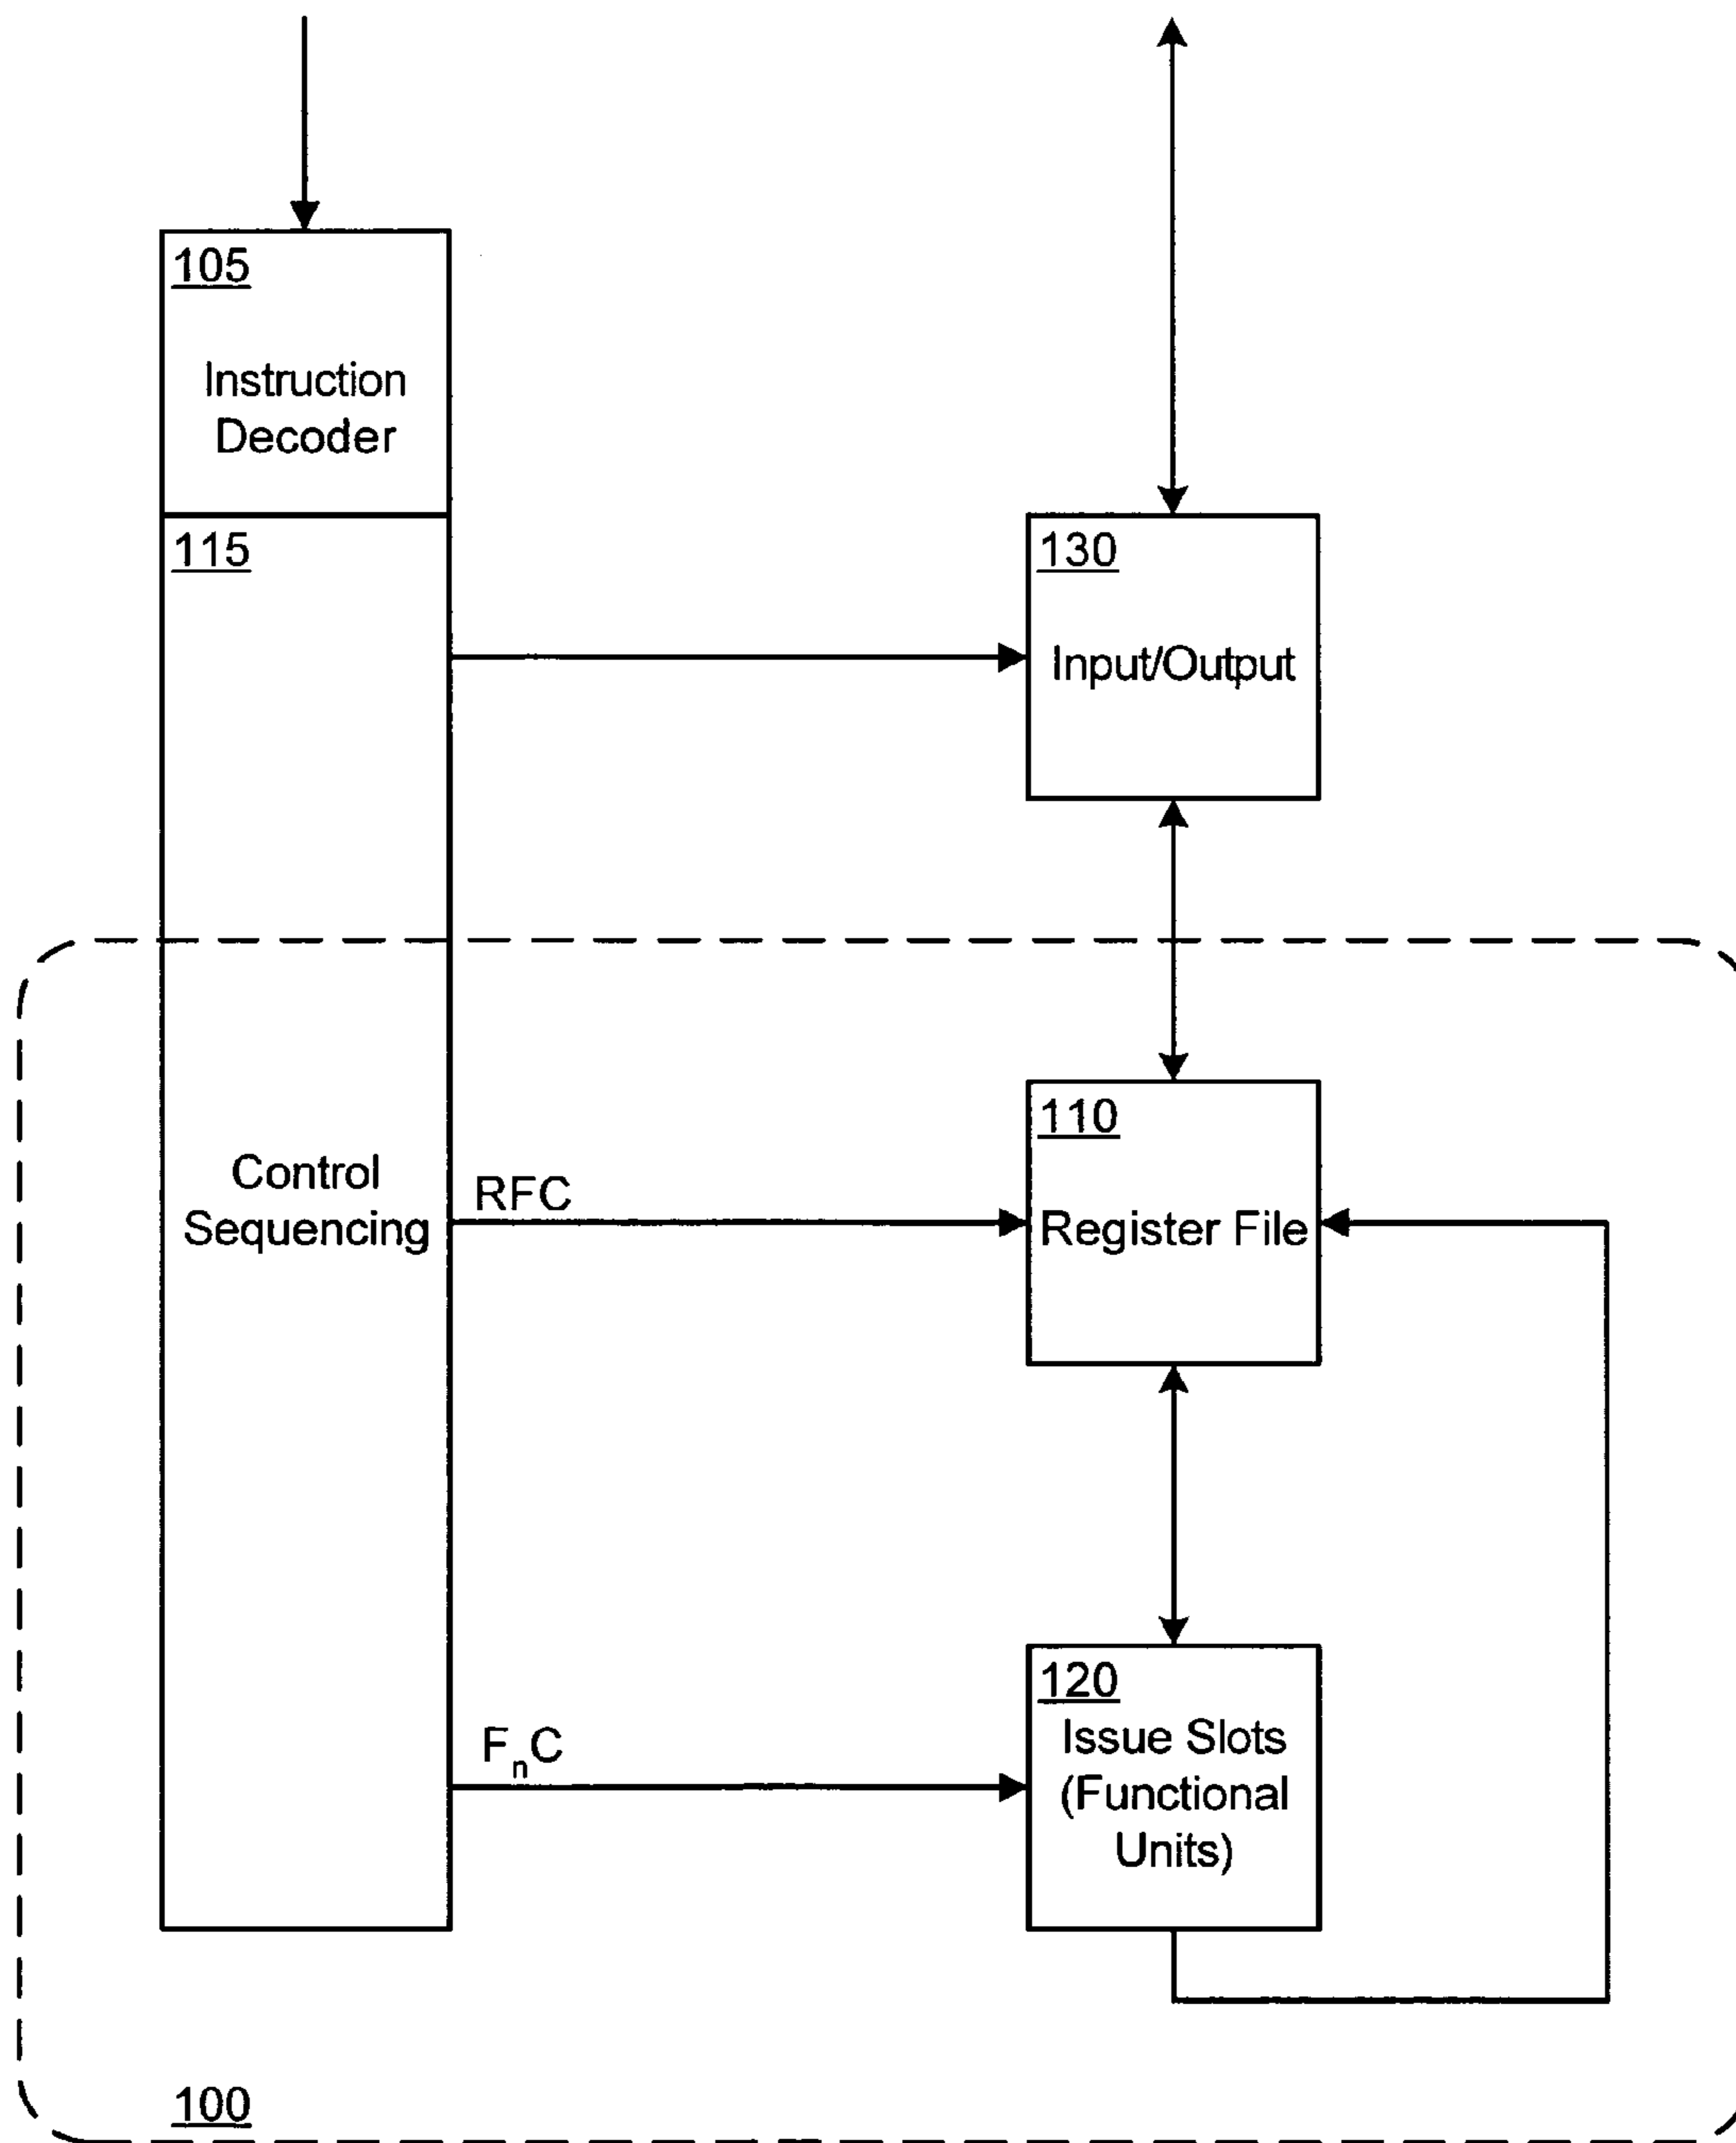 105
Instruction
Decoder
115
130
Input/Output
110
Control
Sequencing
RFC
Register File
120
Issue Slots
(Functional
Units)
FnC
100